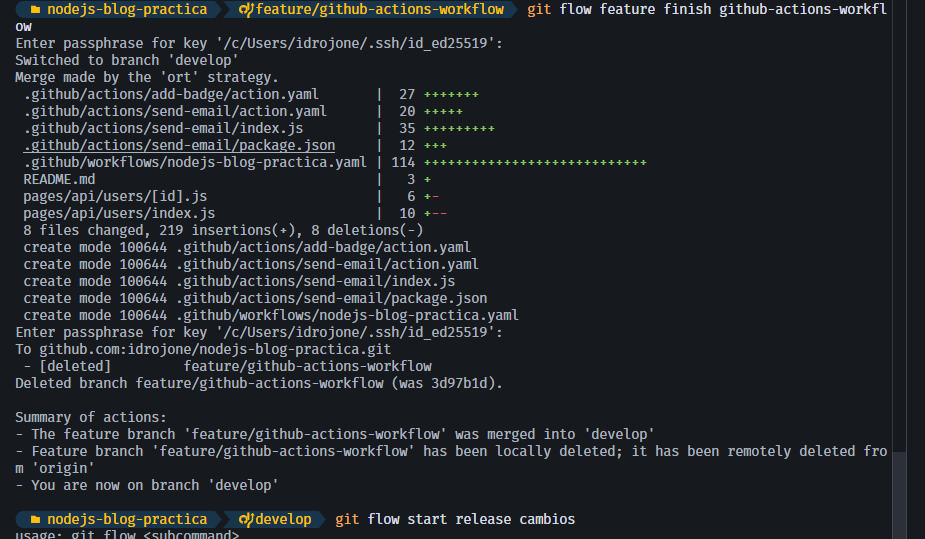 nodejs-blog-practica feature/github-actions-workflow git flow feature finish github-actions-workfl
ow
Enter passphrase for key '/c/Users/idrojone/.ssh/id_ed25519':
Switched to branch 'develop'
Merge made by the 'ort' strategy.
.github/actions/add-badge/action.yaml | 27 +++++++
.github/actions/send-email/action.yaml | 20 +++++
.github/actions/send-email/index.js | 35 +++++++++
.github/actions/send-email/package.json | 12 +++
.github/workflows/nodejs-blog-practica.yaml | 114 ++++++++++++++++++++++++++++
README.md | 3 +
pages/api/users/[id].js | 6 +-
pages/api/users/index.js | 10 +--
8 files changed, 219 insertions(+), 8 deletions(-)
create mode 100644 .github/actions/add-badge/action.yaml
create mode 100644 .github/actions/send-email/action.yaml
create mode 100644 .github/actions/send-email/index.js
create mode 100644 .github/actions/send-email/package.json
create mode 100644 .github/workflows/nodejs-blog-practica.yaml
Enter passphrase for key '/c/Users/idrojone/.ssh/id_ed25519':
To github.com:idrojone/nodejs-blog-practica.git
- [deleted] feature/github-actions-workflow
Deleted branch feature/github-actions-workflow (was 3d97b1d).
Summary of actions:
- The feature branch 'feature/github-actions-workflow' was merged into 'develop'
- Feature branch 'feature/github-actions-workflow' has been locally deleted; it has been remotely deleted fro
m 'origin'
- You are now on branch 'develop'
nodejs-blog-practica develop git flow start release cambios
usage: git flow <subcommand>